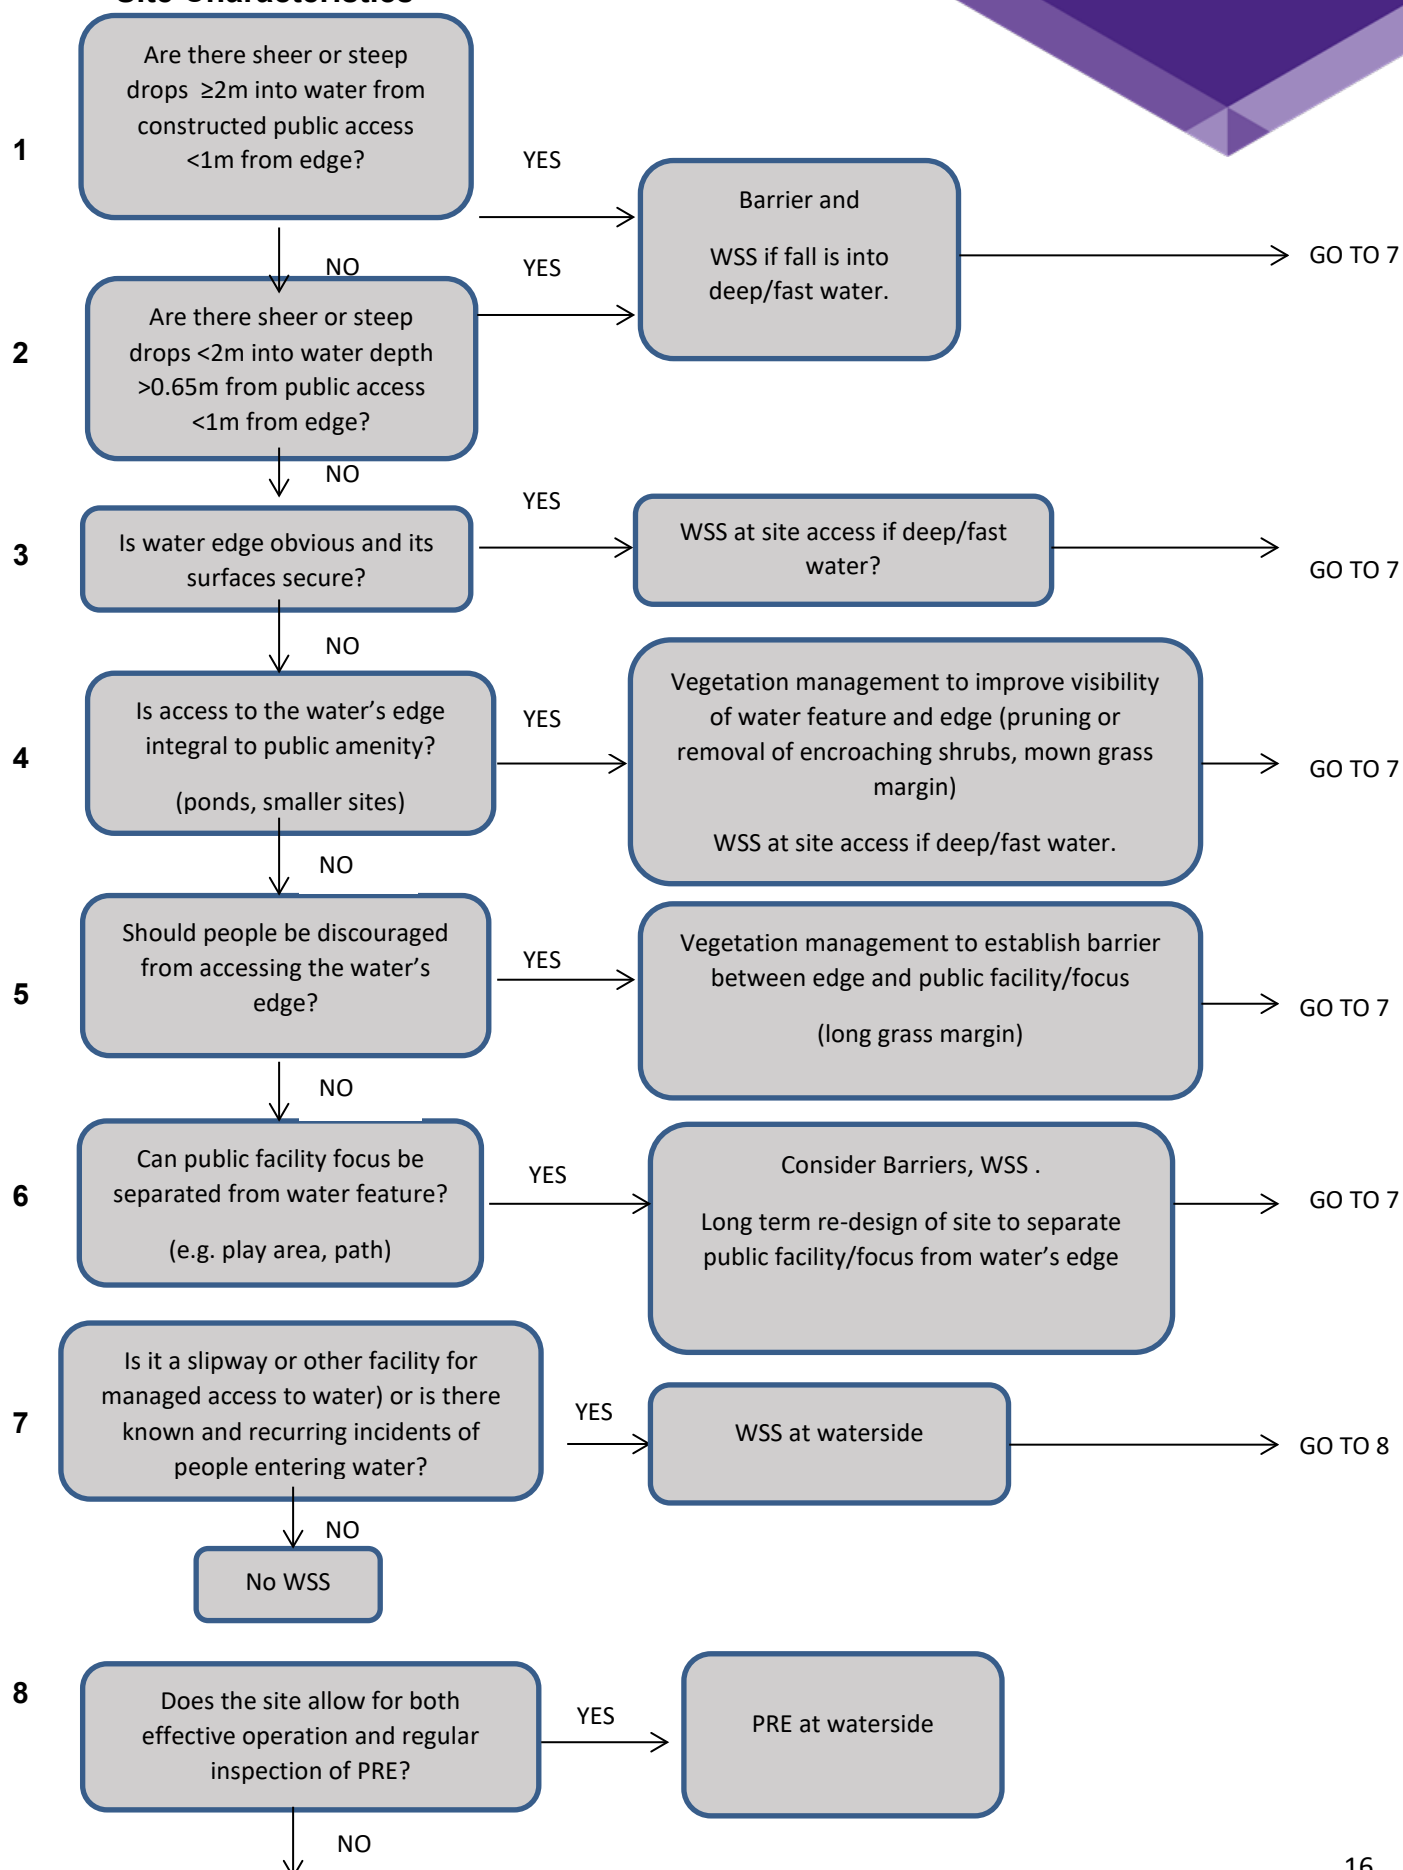 Site Characteristics
1
Are there sheer or steep
drops ≥2m into water from
constructed public access
<1m from edge?
YES
Barrier and
WSS if fall is into
deep/fast water.
GO TO 7
NO
YES
2
Are there sheer or steep
drops <2m into water depth
>0.65m from public access
<1m from edge?
NO
3
Is water edge obvious and its
surfaces secure?
YES
WSS at site access if deep/fast
water?
GO TO 7
NO
4
Is access to the water’s edge
integral to public amenity?
(ponds, smaller sites)
YES
Vegetation management to improve visibility
of water feature and edge (pruning or
removal of encroaching shrubs, mown grass
margin)
WSS at site access if deep/fast water.
GO TO 7
NO
5
Should people be discouraged
from accessing the water’s
edge?
YES
Vegetation management to establish barrier
between edge and public facility/focus
(long grass margin)
GO TO 7
NO
6
Can public facility focus be
separated from water feature?
(e.g. play area, path)
YES
Consider Barriers, WSS .
Long term re-design of site to separate
public facility/focus from water’s edge
GO TO 7
7
Is it a slipway or other facility for
managed access to water) or is there
known and recurring incidents of
people entering water?
YES
WSS at waterside
GO TO 8
NO
No WSS
8
Does the site allow for both
effective operation and regular
inspection of PRE?
YES
PRE at waterside
NO
16